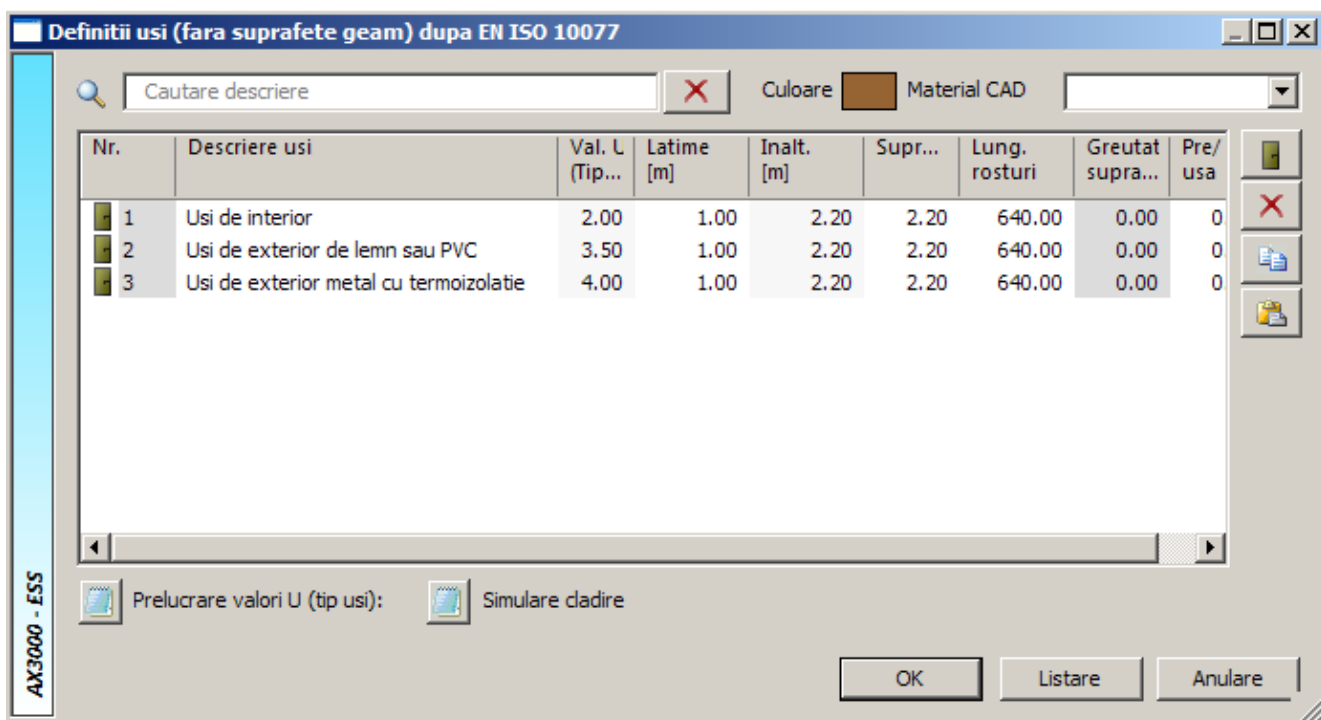 Definitii usi (fara suprafete geam) dupa EN ISO 10077
Cautare descriere
Culoare
Material CAD
Nr. Descriere usi Val. U Latime Inalt. Supr... Lung. Greutat Pre/
(Tip... [m] [m] rosturi supra... usa
1 Usi de interior 2.00 1.00 2.20 2.20 640.00 0.00 0.
2 Usi de exterior de lemn sau PVC 3.50 1.00 2.20 2.20 640.00 0.00 0.
3 Usi de exterior metal cu termoizolatie 4.00 1.00 2.20 2.20 640.00 0.00 0.
Prelucrare valori U (tip usi): Simulare cladire
AX3000 - ESS
OK Listare Anulare